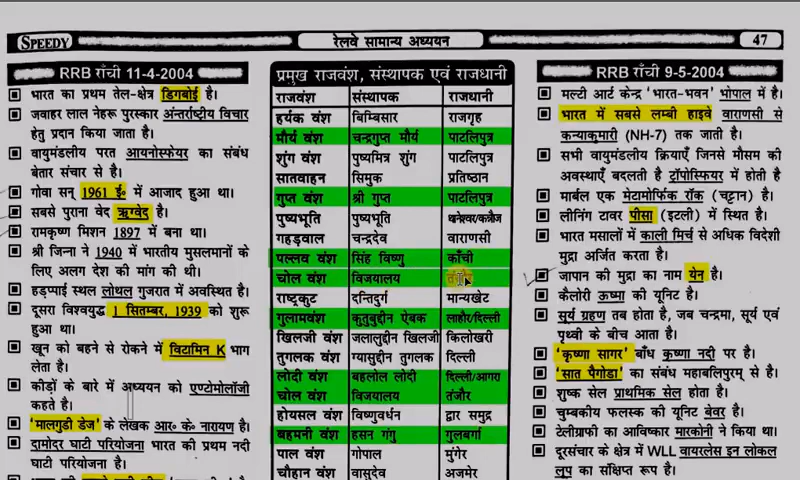 SPEEDY
रेलवे सामान्य अध्ययन
47
RRB राँची 11-4-2004
भारत का प्रथम तेल-क्षेत्र डिगबोई है।
जवाहर लाल नेहरू पुरस्कार अंन्तर्राष्ट्रीय विचार
हेतु प्रदान किया जाता है।
वायुमंडलीय परत आयनोस्फेयर का संबंध
बेतार संचार से है।
गोवा सन् 1961 ई० में आजाद हुआ था।
सबसे पुराना वेद ऋग्वेद है।
रामकृष्ण मिशन 1897 में बना था।
श्री जिन्ना ने 1940 में भारतीय मुसलमानों के
लिए अलग देश की मांग की थी।
हड़प्पाई स्थल लोथल गुजरात में अवस्थित है।
दूसरा विश्वयुद्ध 1 सितम्बर, 1939 को शुरू
हुआ था।
खून को बहने से रोकने में विटामिन K भाग
लेता है।
कीड़ों के बारे में अध्ययन को एण्टोमोलॉजी
कहते है।
'मालगुडी डेज' के लेखक आर० के० नारायण है।
दामोदर घाटी परियोजना भारत की प्रथम नदी
घाटी परियोजना है।
प्रमुख राजवंश, संस्थापक एवं राजधानी
राजवंश संस्थापक राजधानी
हर्यक वंश बिम्बिसार राजगृह
मौर्य वंश चन्द्रगुप्त मौर्य पाटलिपुत्र
शुंग वंश पुष्यमित्र शुंग पाटलिपुत्र
सातवाहन सिमुक प्रतिष्ठान
गुप्त वंश श्री गुप्त पाटलिपुत्र
पुष्यभूति पुष्यभूति थनेश्वर/कन्नौज
गहड़वाल चन्द्रदेव वाराणसी
पल्लव वंश सिंह विष्णु काँची
चोल वंश विजयालय
राष्ट्रकुट दन्तिदुर्ग मान्यखेट
गुलामवंश कुतुबुद्दीन ऐबक लाहौर/दिल्ली
खिलजी वंश जलालुद्दीन खिलजी किलोखरी
तुगलक वंश ग्यासुद्दीन तुगलक दिल्ली
लोदी वंश बहलोल लोदी दिल्ली/आगरा
चोल वंश विजयालय तंजौर
होयसल वंश विष्णुवर्धन द्वार समुद्र
बहमनी वंश हसन गंगु गुलबर्गा
पाल वंश गोपाल मुंगेर
चौहान वंश वासुदेव अजमेर
RRB राँची 9-5-2004
मल्टी आर्ट केन्द्र 'भारत-भवन' भोपाल में है।
भारत में सबसे लम्बी हाइवे वाराणसी से
कन्याकुमारी (NH-7) तक जाती है।
सभी वायुमंडलीय क्रियाएँ जिनसे मौसम की
अवस्थाएँ बदलती है ट्रॉपोस्फियर में होती है
मार्बल एक मेटामोर्फिक रॉक (चट्टान) है।
लीनिंग टावर पीसा (इटली) में स्थित है।
भारत मसालों में काली मिर्च से अधिक विदेशी
मुद्रा अर्जित करता है।
जापान की मुद्रा का नाम येन है।
कैलोरी ऊष्मा की यूनिट है।
सूर्य ग्रहण तब होता है, जब चन्द्रमा, सूर्य एवं
पृथ्वी के बीच आता है।
'कृष्णा सागर' बाँध कृष्णा नदी पर है।
'सात पैगोडा' का संबंध महाबलिपुरम् से है।
शुष्क सेल प्राथमिक सेल होता है।
चुम्बकीय फलस्क की यूनिट बेवर है।
टेलीग्राफी का आविष्कार मारकोनी ने किया था।
दूरसंचार के क्षेत्र में WLL वायरलेस इन लोकल
लूप का संक्षिप्त रूप है।